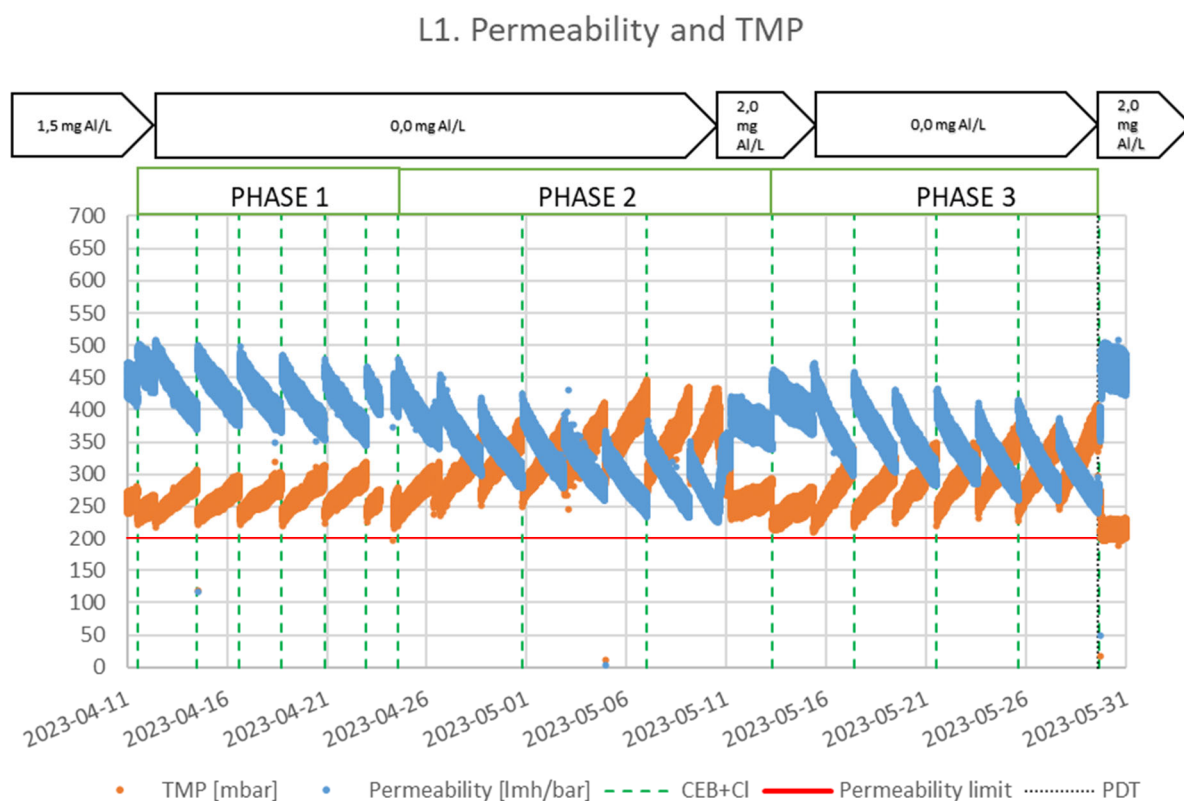 L1. Permeability and TMP
1,5 mg Al/L
0,0 mg Al/L
2,0
mg
Al/L
0,0 mg Al/L
2,0
mg
Al/L
PHASE 1
PHASE 2
PHASE 3
700
650
600
550
500
450
400
350
300
250
200
150
100
50
0
2023-04-11
2023-04-16
2023-04-21
2023-04-26
2023-05-01
2023-05-06
2023-05-11
2023-05-16
2023-05-21
2023-05-26
2023-05-31
TMP [mbar]
Permeability [lmh/bar]
CEB+Cl
Permeability limit
PDT